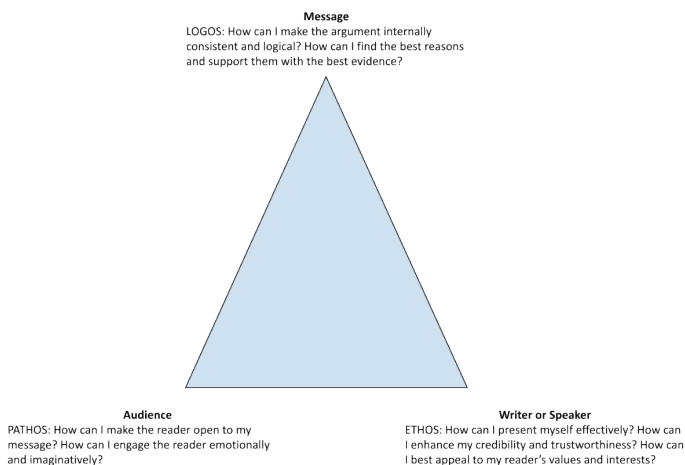 Message
LOGOS: How can I make the argument internally
consistent and logical? How can I find the best reasons
and support them with the best evidence?
Audience
PATHOS: How can I make the reader open to my
message? How can I engage the reader emotionally
and imaginatively?
Writer or Speaker
ETHOS: How can I present myself effectively? How can
I enhance my credibility and trustworthiness? How can
I best appeal to my reader’s values and interests?